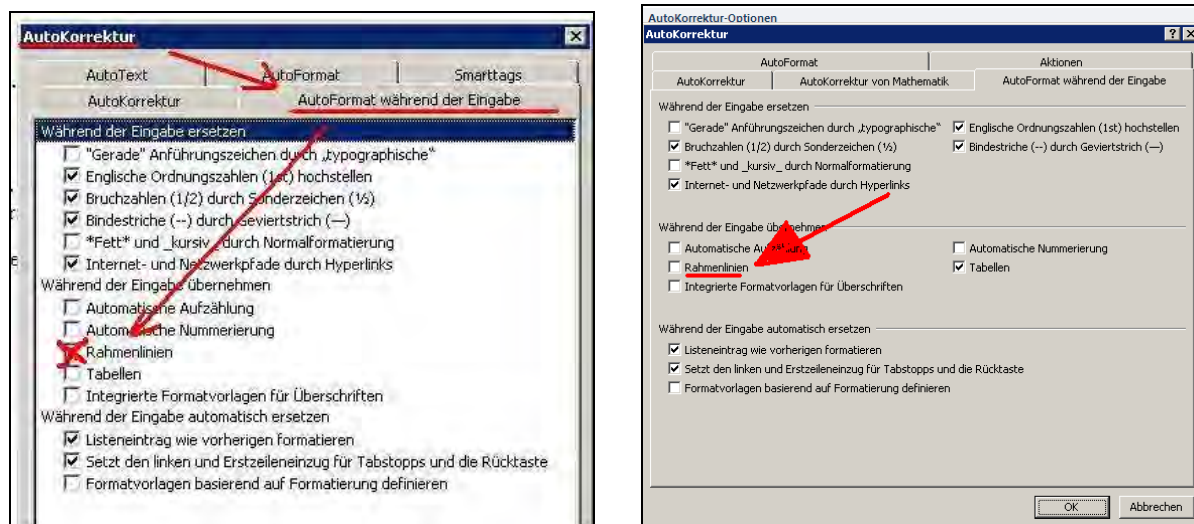 AutoKorrektur
AutoText AutoFormat Smarttags
AutoKorrektur AutoFormat während der Eingabe
Während der Eingabe ersetzen
"Gerade" Anführungszeichen durch „typographische“
Englische Ordnungszahlen (1st) hochstellen
Bruchzahlen (1/2) durch Sonderzeichen (½)
Bindestriche (--) durch Geviertstrich (—)
*Fett* und _kursiv_ durch Normalformatierung
Internet- und Netzwerkpfade durch Hyperlinks
Während der Eingabe übernehmen
Automatische Aufzählung
Automatische Nummerierung
Rahmenlinien
Tabellen
Integrierte Formatvorlagen für Überschriften
Während der Eingabe automatisch ersetzen
Listeneintrag wie vorherigen formatieren
Setzt den linken und Erstzeileneinzug für Tabstopps und die Rücktaste
Formatvorlagen basierend auf Formatierung definieren
AutoKorrektur-Optionen
AutoKorrektur
AutoFormat Aktionen
AutoKorrektur AutoKorrektur von Mathematik AutoFormat während der Eingabe
Während der Eingabe ersetzen
"Gerade" Anführungszeichen durch „typographische“ Englische Ordnungszahlen (1st) hochstellen
Bruchzahlen (1/2) durch Sonderzeichen (½) Bindestriche (--) durch Geviertstrich (—)
*Fett* und _kursiv_ durch Normalformatierung
Internet- und Netzwerkpfade durch Hyperlinks
Während der Eingabe übernehmen
Automatische Aufzählung Automatische Nummerierung
Rahmenlinien Tabellen
Integrierte Formatvorlagen für Überschriften
Während der Eingabe automatisch ersetzen
Listeneintrag wie vorherigen formatieren
Setzt den linken und Erstzeileneinzug für Tabstopps und die Rücktaste
Formatvorlagen basierend auf Formatierung definieren
OK Abbrechen